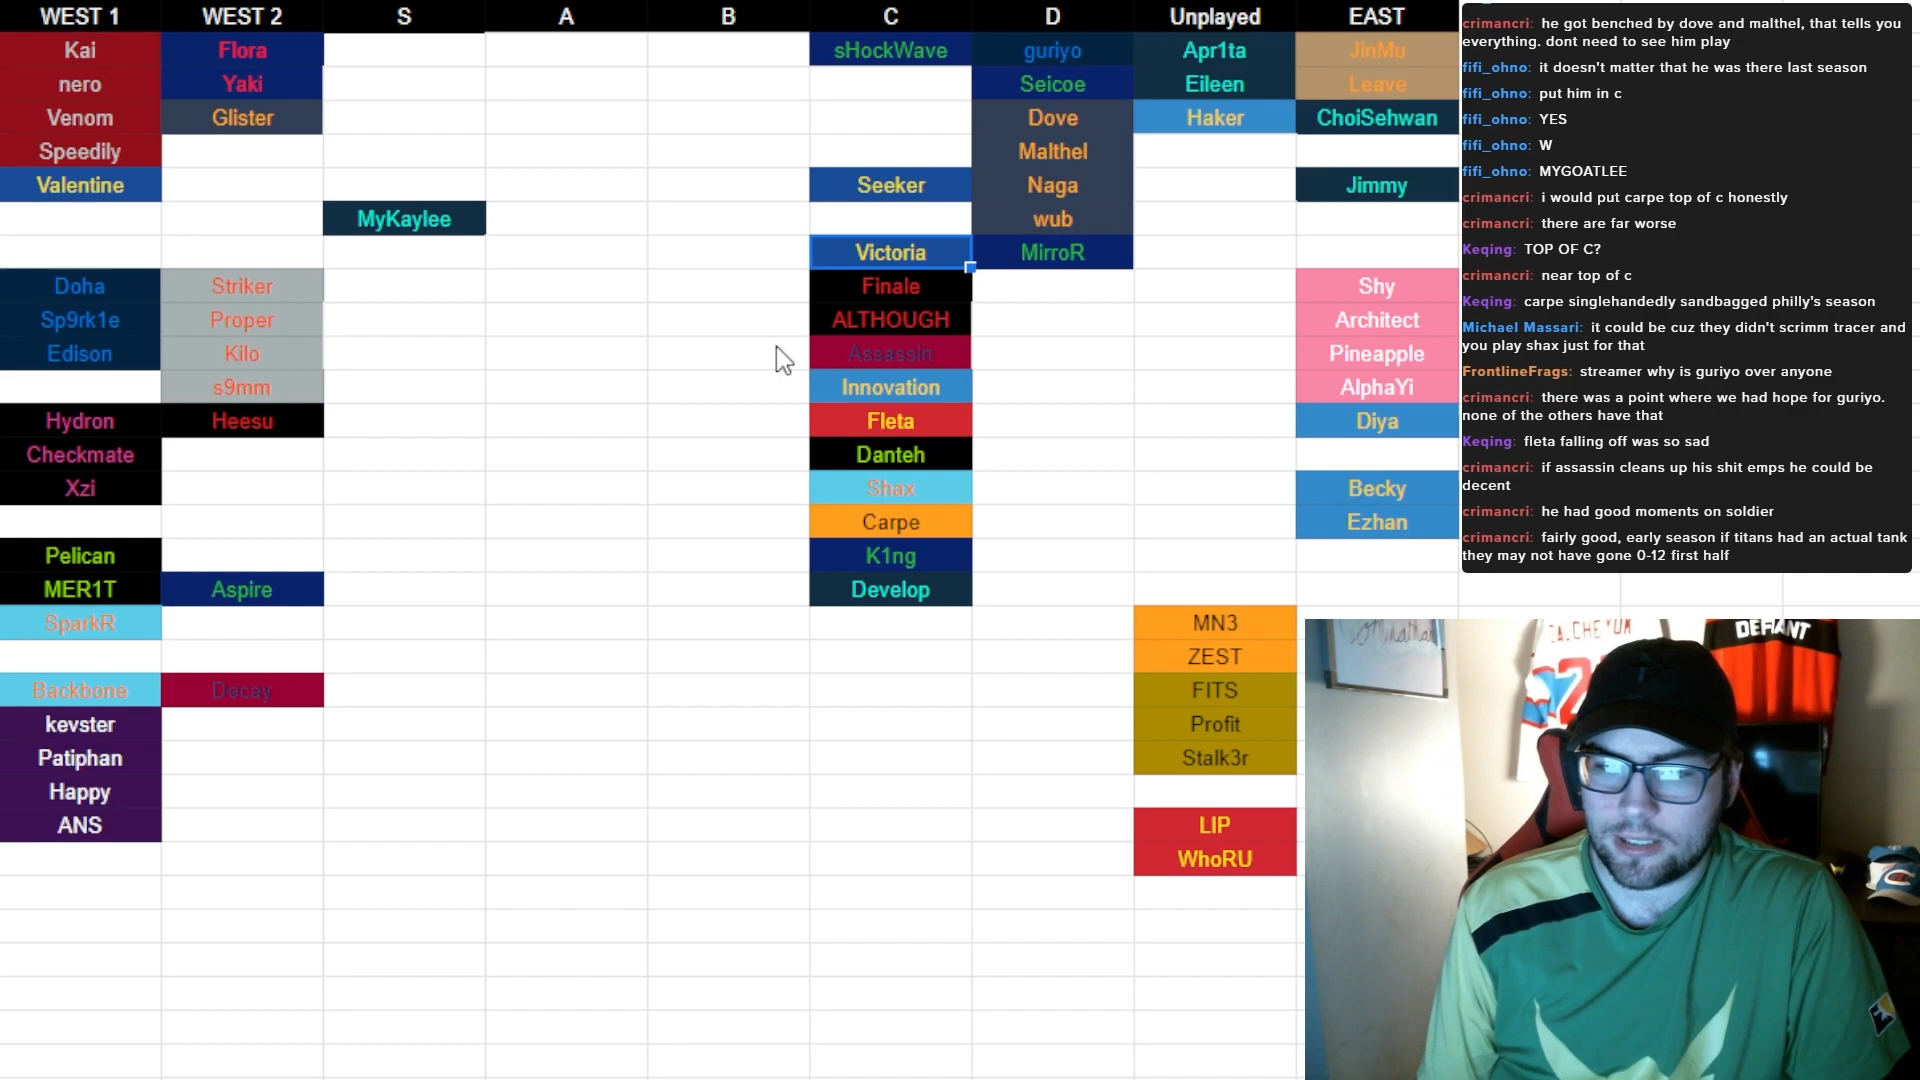 WEST 1 WEST 2 S A B C D Unplayed EAST
Kai Flora sHockWave guriyo Apr1ta JinMu
nero Yaki Seicoe Eileen Leave
Venom Glister Dove Haker ChoiSehwan
Speedily Malthel
Valentine Seeker Naga Jimmy
MyKaylee wub
Victoria MirroR
Doha Striker Finale Shy
Sp9rk1e Proper ALTHOUGH Architect
Edison Kilo Assassin Pineapple
s9mm Innovation AlphaYi
Hydron Heesu Fleta Diya
Checkmate Danteh
Xzi Shax Becky
Carpe Ezhan
Pelican K1ng
MER1T Aspire Develop
SparkR MN3
ZEST
Backbone Decay FITS
kevster Profit
Patiphan Stalk3r
Happy
ANS LIP
WhoRU
crimancri: he got benched by dove and malthel, that tells you
everything. dont need to see him play
fifi_ohno: it doesn't matter that he was there last season
fifi_ohno: put him in c
fifi_ohno: YES
fifi_ohno: W
fifi_ohno: MYGOATLEE
crimancri: i would put carpe top of c honestly
crimancri: there are far worse
Keqing: TOP OF C?
crimancri: near top of c
Keqing: carpe singlehandedly sandbagged philly's season
Michael Massari: it could be cuz they didn't scrimm tracer and
you play shax just for that
FrontlineFrags: streamer why is guriyo over anyone
crimancri: there was a point where we had hope for guriyo.
none of the others have that
Keqing: fleta falling off was so sad
crimancri: if assassin cleans up his shit emps he could be
decent
crimancri: he had good moments on soldier
crimancri: fairly good, early season if titans had an actual tank
they may not have gone 0-12 first half
DEFIANT